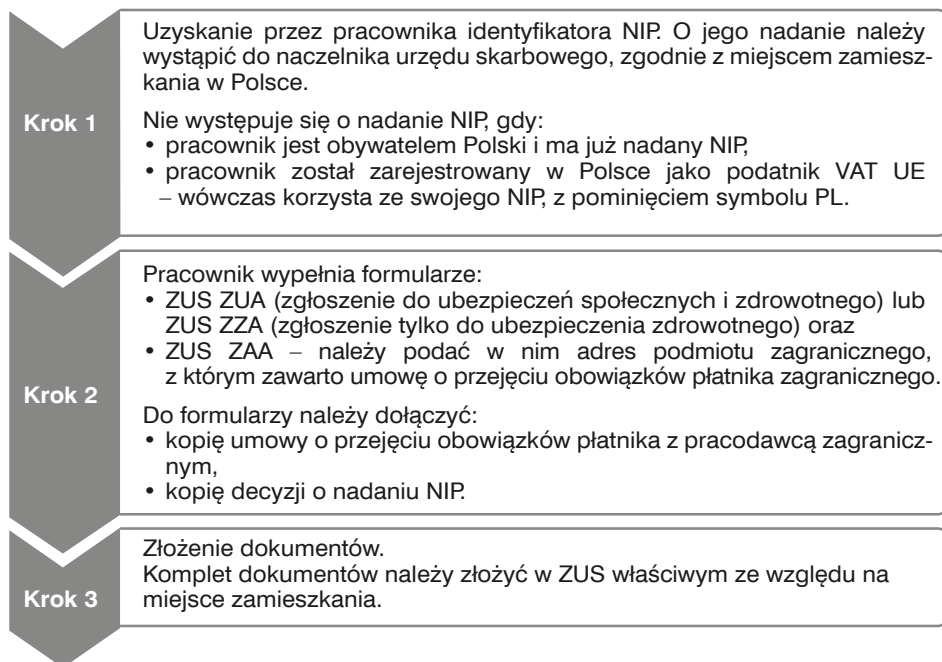 Krok 1
Uzyskanie przez pracownika identyfikatora NIP. O jego nadanie należy
wystąpić do naczelnika urzędu skarbowego, zgodnie z miejscem zamiesz-
kania w Polsce.
Nie występuje się o nadanie NIP, gdy:
• pracownik jest obywatelem Polski i ma już nadany NIP,
• pracownik został zarejestrowany w Polsce jako podatnik VAT UE
– wówczas korzysta ze swojego NIP, z pominięciem symbolu PL.
Krok 2
Pracownik wypełnia formularze:
• ZUS ZUA (zgłoszenie do ubezpieczeń społecznych i zdrowotnego) lub
ZUS ZZA (zgłoszenie tylko do ubezpieczenia zdrowotnego) oraz
• ZUS ZAA – należy podać w nim adres podmiotu zagranicznego,
z którym zawarto umowę o przejęciu obowiązków płatnika zagranicznego.
Do formularzy należy dołączyć:
• kopię umowy o przejęciu obowiązków płatnika z pracodawcą zagranicz-
nym,
• kopię decyzji o nadaniu NIP.
Krok 3
Złożenie dokumentów.
Komplet dokumentów należy złożyć w ZUS właściwym ze względu na
miejsce zamieszkania.